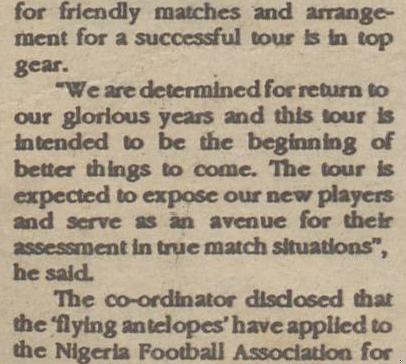 for friendly matches and arrange-
ment for a successful tour is in top
gear.
"We are determined for return to
our glorious years and this tour is
intended to be the beginning of
better things to come. The tour is
expected to expose our new players
and serve as an avenue for their
assessment in true match situations",
he said.
The co-ordinator disclosed that
the 'flying antelopes' have applied to
the Nigeria Football Association for